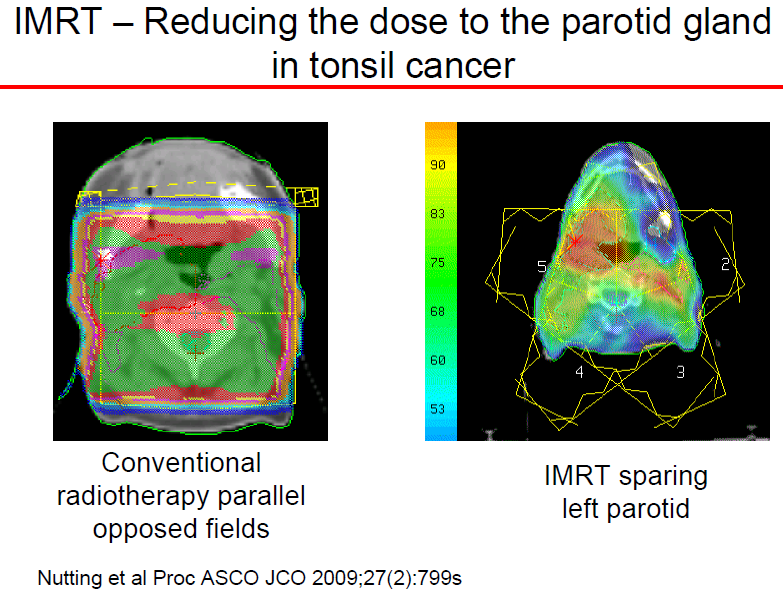 IMRT – Reducing the dose to the parotid gland
in tonsil cancer
90
83
75
68
60
53
5
2
4
3
Conventional
radiotherapy parallel
opposed fields
IMRT sparing
left parotid
Nutting et al Proc ASCO JCO 2009;27(2):799s